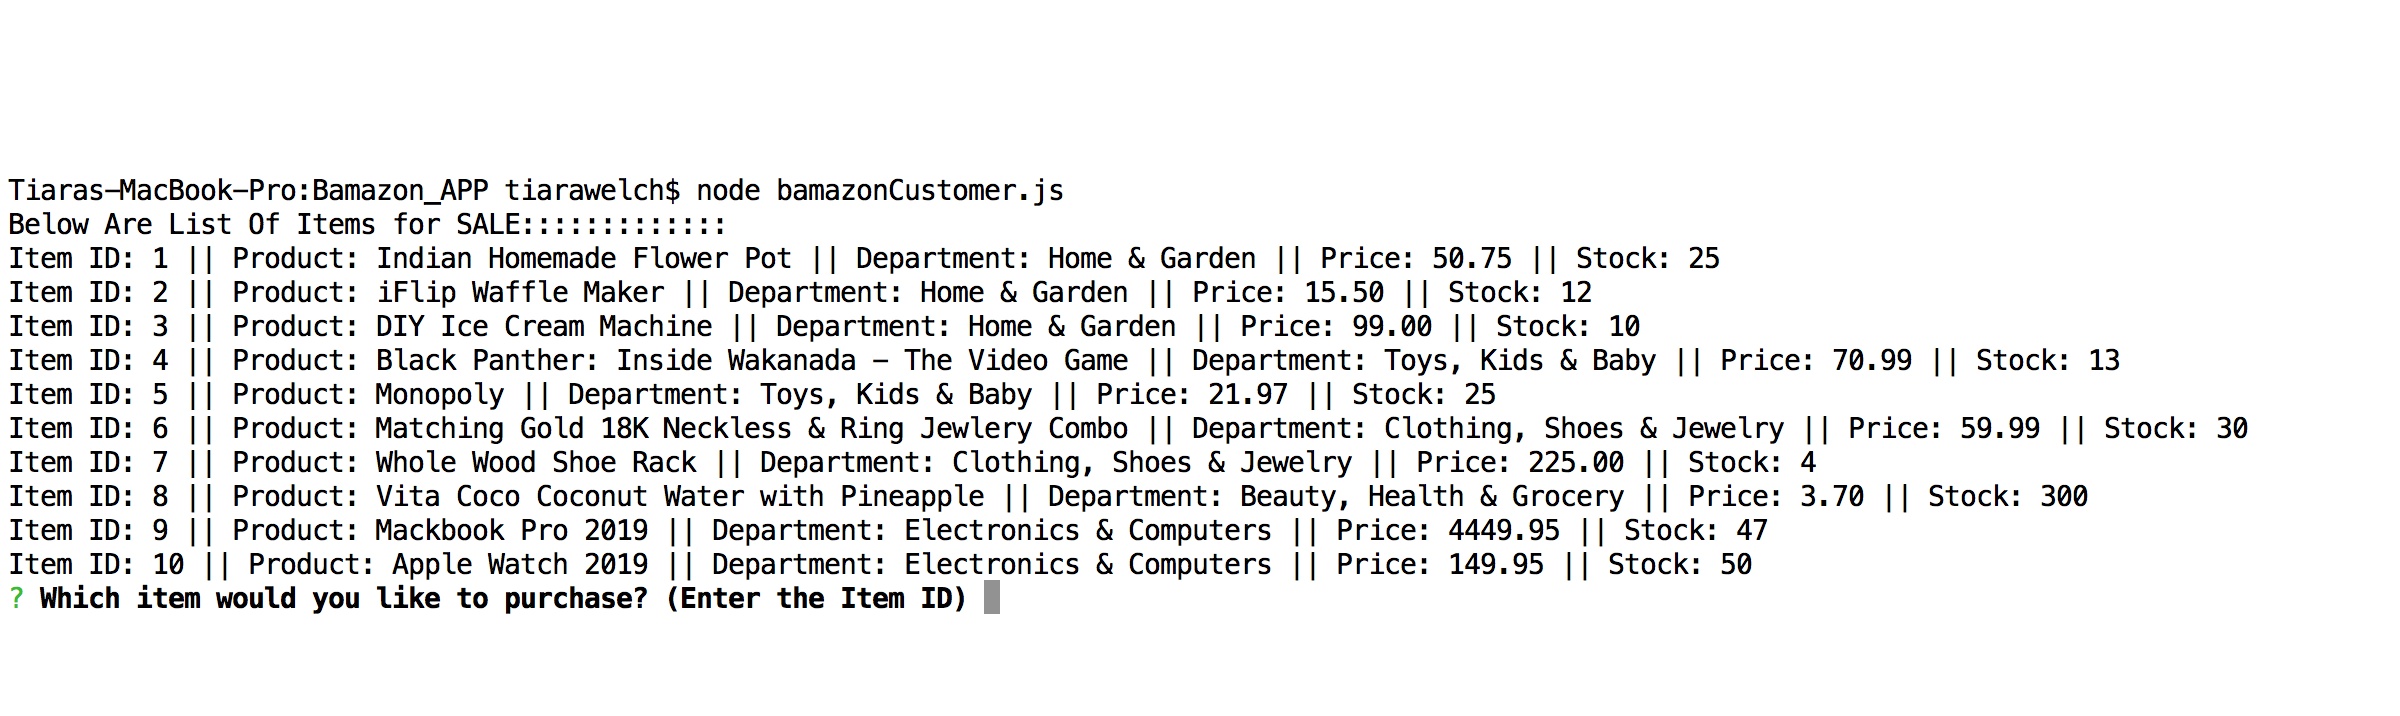 Tiaras-MacBook-Pro:Bamazon_APP tiarawelch$ node bamazonCustomer.js
Below Are List Of Items for SALE:::::::::::::
Item ID: 1 || Product: Indian Homemade Flower Pot || Department: Home & Garden || Price: 50.75 || Stock: 25
Item ID: 2 || Product: iFlip Waffle Maker || Department: Home & Garden || Price: 15.50 || Stock: 12
Item ID: 3 || Product: DIY Ice Cream Machine || Department: Home & Garden || Price: 99.00 || Stock: 10
Item ID: 4 || Product: Black Panther: Inside Wakanada - The Video Game || Department: Toys, Kids & Baby || Price: 70.99 || Stock: 13
Item ID: 5 || Product: Monopoly || Department: Toys, Kids & Baby || Price: 21.97 || Stock: 25
Item ID: 6 || Product: Matching Gold 18K Neckless & Ring Jewlery Combo || Department: Clothing, Shoes & Jewelry || Price: 59.99 || Stock: 30
Item ID: 7 || Product: Whole Wood Shoe Rack || Department: Clothing, Shoes & Jewelry || Price: 225.00 || Stock: 4
Item ID: 8 || Product: Vita Coco Coconut Water with Pineapple || Department: Beauty, Health & Grocery || Price: 3.70 || Stock: 300
Item ID: 9 || Product: Mackbook Pro 2019 || Department: Electronics & Computers || Price: 4449.95 || Stock: 47
Item ID: 10 || Product: Apple Watch 2019 || Department: Electronics & Computers || Price: 149.95 || Stock: 50
? Which item would you like to purchase? (Enter the Item ID)